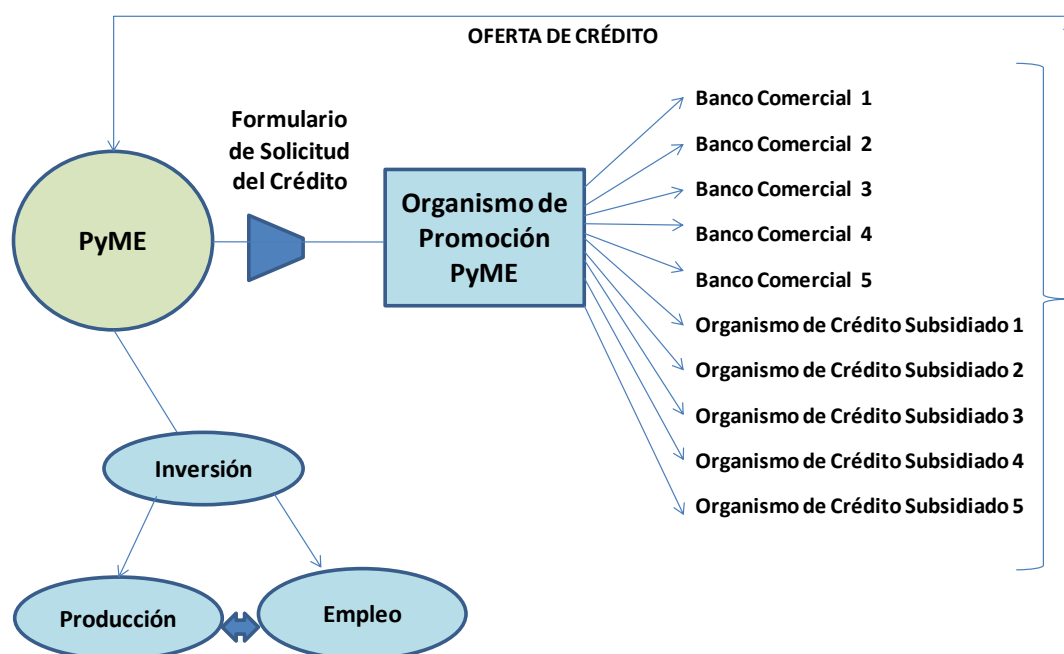 OFERTA DE CRÉDITO
Formulario
de Solicitud
del Crédito
PyME
Organismo de
Promoción
PyME
Banco Comercial 1
Banco Comercial 2
Banco Comercial 3
Banco Comercial 4
Banco Comercial 5
Organismo de Crédito Subsidiado 1
Organismo de Crédito Subsidiado 2
Organismo de Crédito Subsidiado 3
Organismo de Crédito Subsidiado 4
Organismo de Crédito Subsidiado 5
Inversión
Producción
Empleo